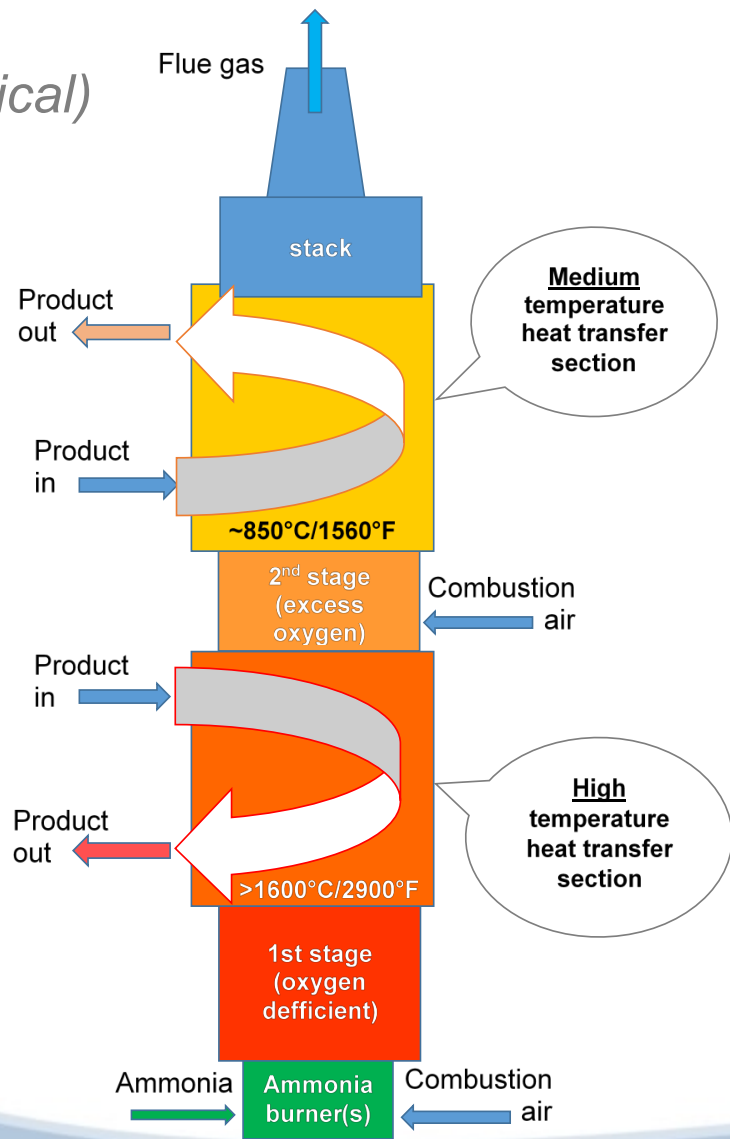 ical)
Flue gas
stack
Product
out
Medium
temperature
heat transfer
section
Product
in
~850°C/1560°F
2nd stage
(excess
oxygen)
Combustion
air
Product
in
Product
out
High
temperature
heat transfer
section
>1600°C/2900°F
1st stage
(oxygen
defficient)
Ammonia
Ammonia
burner(s)
Combustion
air